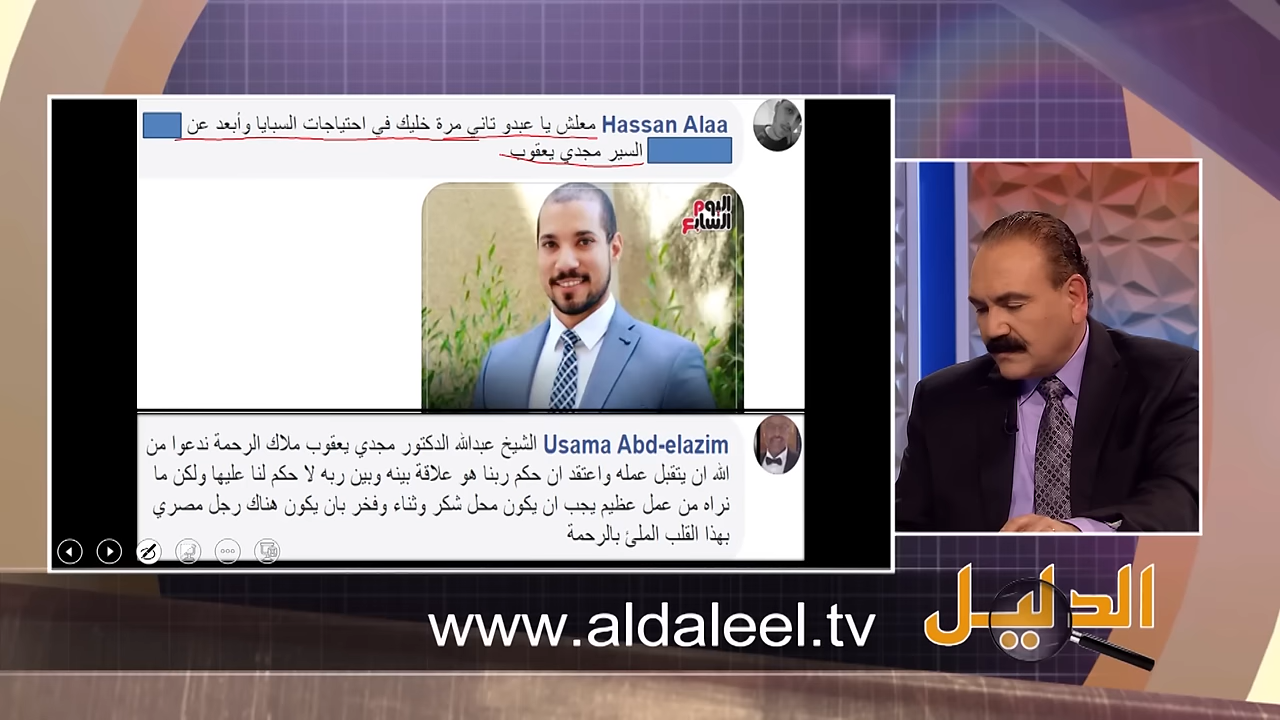 Hassan Alaa معلش يا عبدو تاني مرة خليك في احتياجات السبايا وأبعد عن
السير مجدي يعقوب
اليوم
السابع
Usama Abd-elazim الشيخ عبدالله الدكتور مجدي يعقوب ملاك الرحمة ندعوا من
الله ان يتقبل عمله واعتقد ان حكم ربنا هو علاقة بينه وبين ربه لا حكم لنا عليها ولكن ما
نراه من عمل عظيم يجب ان يكون محل شكر وثناء وفخر بان يكون هناك رجل مصري
بهذا القلب الملئ بالرحمة
الدليل
www.aldaleel.tv